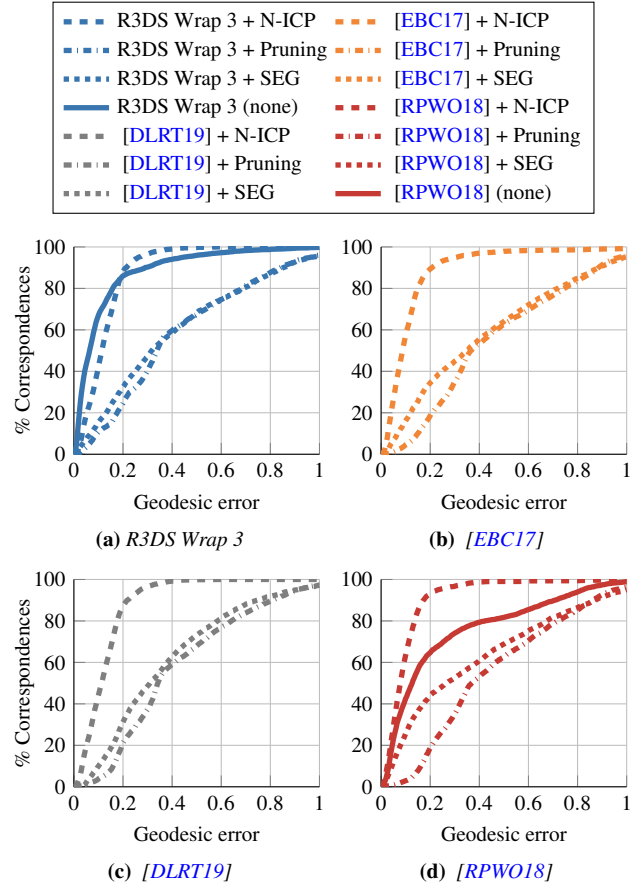 R3DS Wrap 3 + N-ICP [EBC17] + N-ICP
R3DS Wrap 3 + Pruning [EBC17] + Pruning
R3DS Wrap 3 + SEG [EBC17] + SEG
R3DS Wrap 3 (none) [RPWO18] + N-ICP
[DLRT19] + N-ICP [RPWO18] + Pruning
[DLRT19] + Pruning [RPWO18] + SEG
[DLRT19] + SEG [RPWO18] (none)
% Correspondences
100
80
60
40
20
0
0 0.2 0.4 0.6 0.8 1
Geodesic error
(a) R3DS Wrap 3
100
80
60
40
20
0
0 0.2 0.4 0.6 0.8 1
Geodesic error
(b) [EBC17]
% Correspondences
100
80
60
40
20
0
0 0.2 0.4 0.6 0.8 1
Geodesic error
(c) [DLRT19]
% Correspondences
100
80
60
40
20
0
0 0.2 0.4 0.6 0.8 1
Geodesic error
(d) [RPWO18]